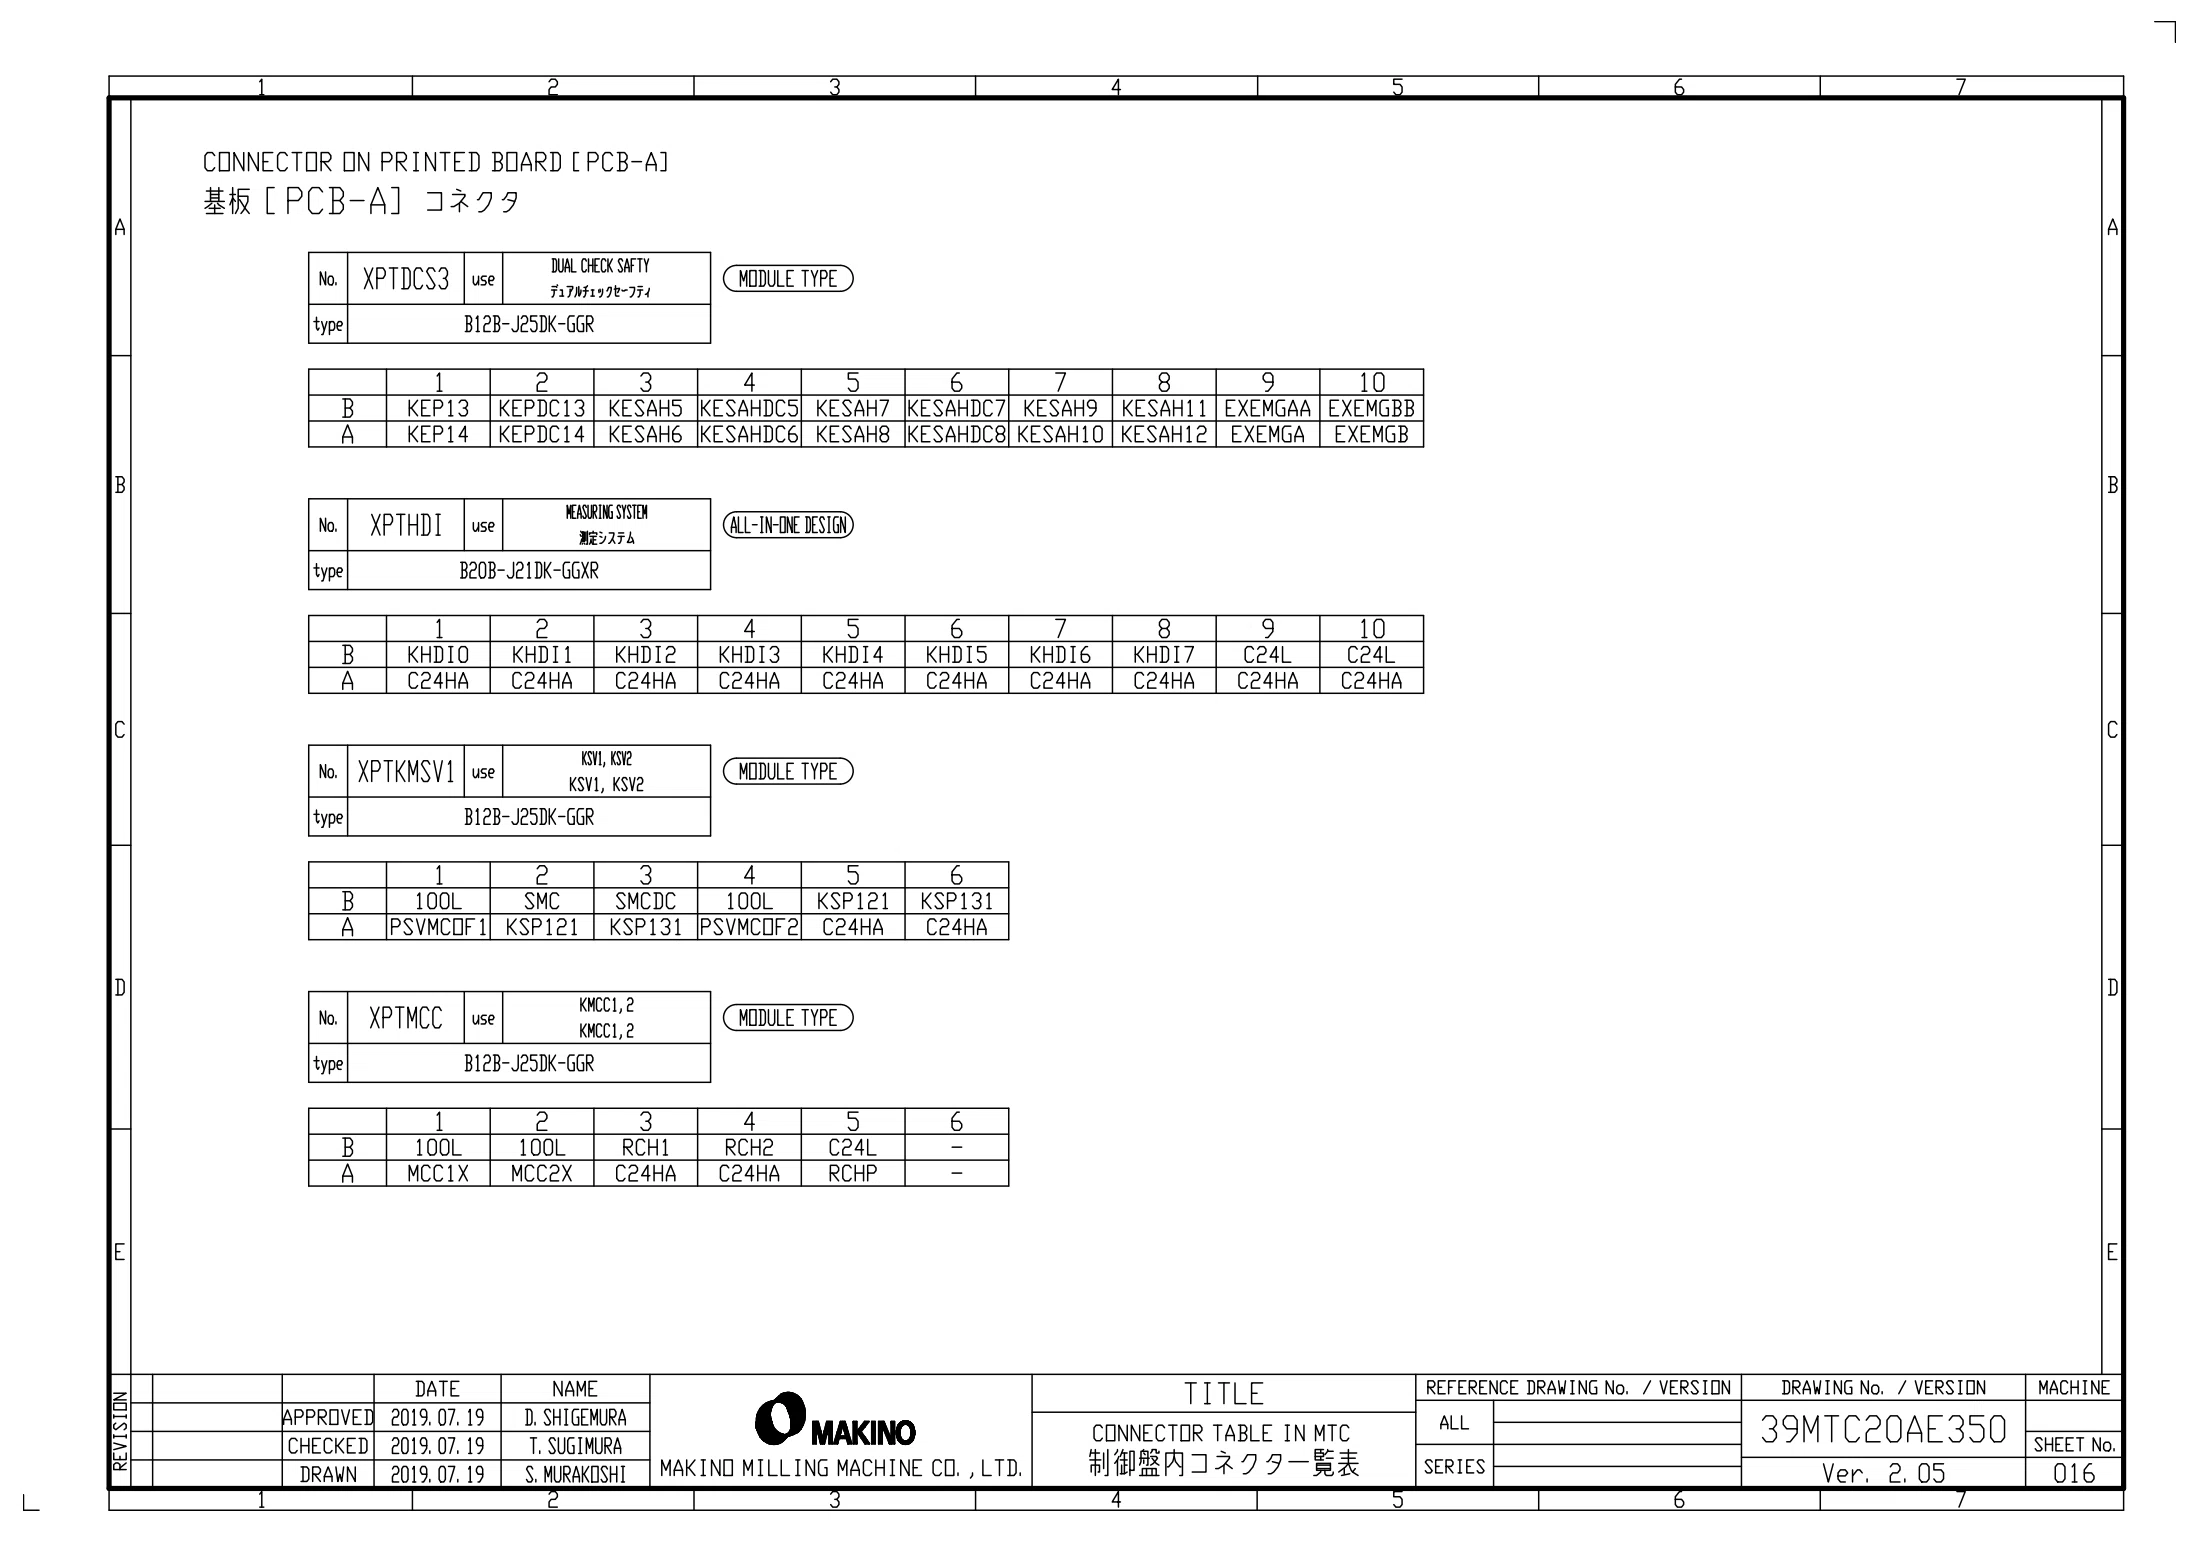 1 2 3 4 5 6 7
CONNECTOR ON PRINTED BOARD [PCB-A]
基板 [PCB-A] コネクタ
A A
No. XPTDCS3 use DUAL CHECK SAFTY
デュアルチェックセーフティ
MODULE TYPE
type B12B-J25DK-GGR
1 2 3 4 5 6 7 8 9 10
B KEP13 KEPDC13 KESAH5 KESAHDC5 KESAH7 KESAHDC7 KESAH9 KESAH11 EXEMGAA EXEMGBB
A KEP14 KEPDC14 KESAH6 KESAHDC6 KESAH8 KESAHDC8 KESAH10 KESAH12 EXEMGA EXEMGB
B B
No. XPTHDI use MEASURING SYSTEM
測定システム
ALL-IN-ONE DESIGN
type B20B-J21DK-GGXR
1 2 3 4 5 6 7 8 9 10
B KHDI0 KHDI1 KHDI2 KHDI3 KHDI4 KHDI5 KHDI6 KHDI7 C24L C24L
A C24HA C24HA C24HA C24HA C24HA C24HA C24HA C24HA C24HA C24HA
C C
No. XPTKMSV1 use KSV1, KSV2
KSV1, KSV2
MODULE TYPE
type B12B-J25DK-GGR
1 2 3 4 5 6
B 100L SMC SMCDC 100L KSP121 KSP131
A PSVMCOF1 KSP121 KSP131 PSVMCOF2 C24HA C24HA
D D
No. XPTMCC use KMCC1, 2
KMCC1, 2
MODULE TYPE
type B12B-J25DK-GGR
1 2 3 4 5 6
B 100L 100L RCH1 RCH2 C24L -
A MCC1X MCC2X C24HA C24HA RCHP -
E E
REVISION
DATE NAME
APPROVED 2019. 07. 19 D. SHIGEMURA
CHECKED 2019. 07. 19 T. SUGIMURA
DRAWN 2019. 07. 19 S. MURAKOSHI
MAKINO
MAKINO MILLING MACHINE CO. , LTD.
TITLE
CONNECTOR TABLE IN MTC
制御盤内コネクタ一覧表
REFERENCE DRAWING No. / VERSION
ALL
SERIES
DRAWING No. / VERSION
39MTC20AE350
Ver. 2. 05
MACHINE
SHEET No.
016
1 2 3 4 5 6 7